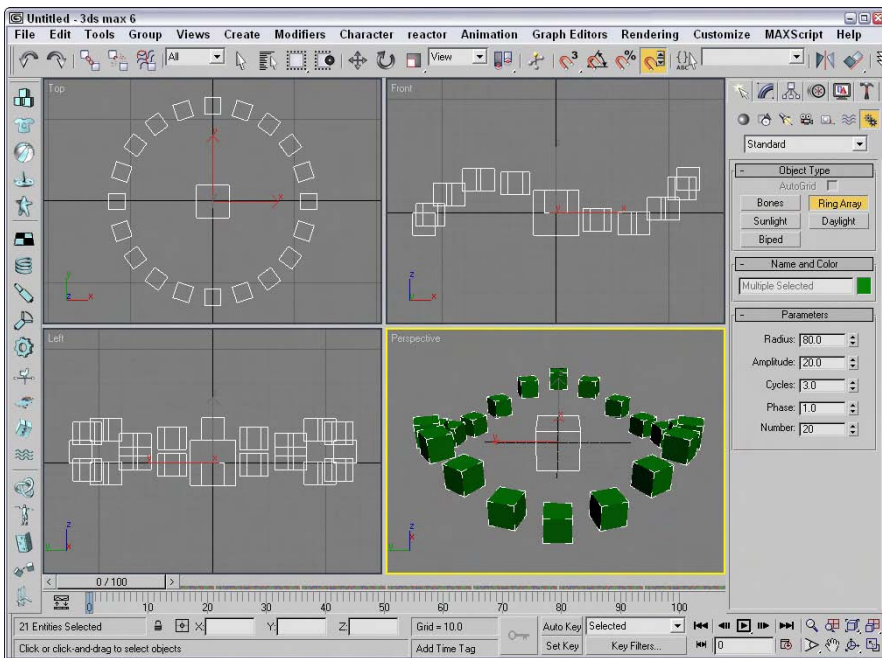 Untitled - 3ds max 6
File Edit Tools Group Views Create Modifiers Character reactor Animation Graph Editors Rendering Customize MAXScript Help
All
View
3
%
ABC
Top
Front
Left
Perspective
y
x
z
Standard
- Object Type
AutoGrid
Bones Ring Array
Sunlight Daylight
Biped
- Name and Color
Multiple Selected
- Parameters
Radius: 80.0
Amplitude: 20.0
Cycles: 3.0
Phase: 1.0
Number: 20
< 0 / 100 >
0 10 20 30 40 50 60 70 80 90 100
21 Entities Selected X: Y: Z: Grid = 10.0 Auto Key Selected
Click or click-and-drag to select objects Add Time Tag Set Key Key Filters... 0